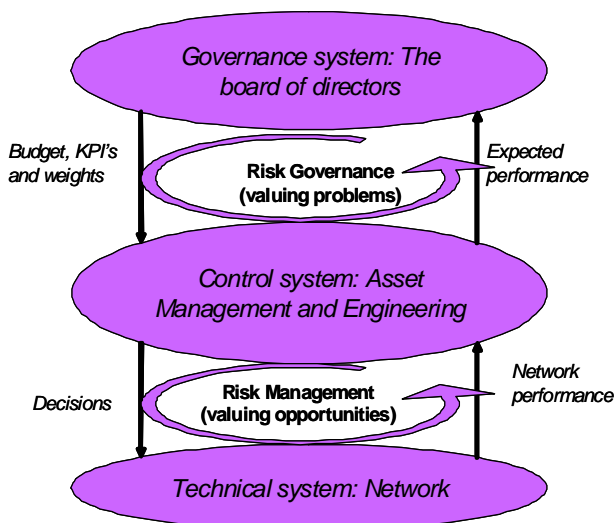 Governance system: The
board of directors
Budget, KPI's
and weights
Risk Governance
(valuing problems)
Expected
performance
Control system: Asset
Management and Engineering
Decisions
Risk Management
(valuing opportunities)
Network
performance
Technical system: Network